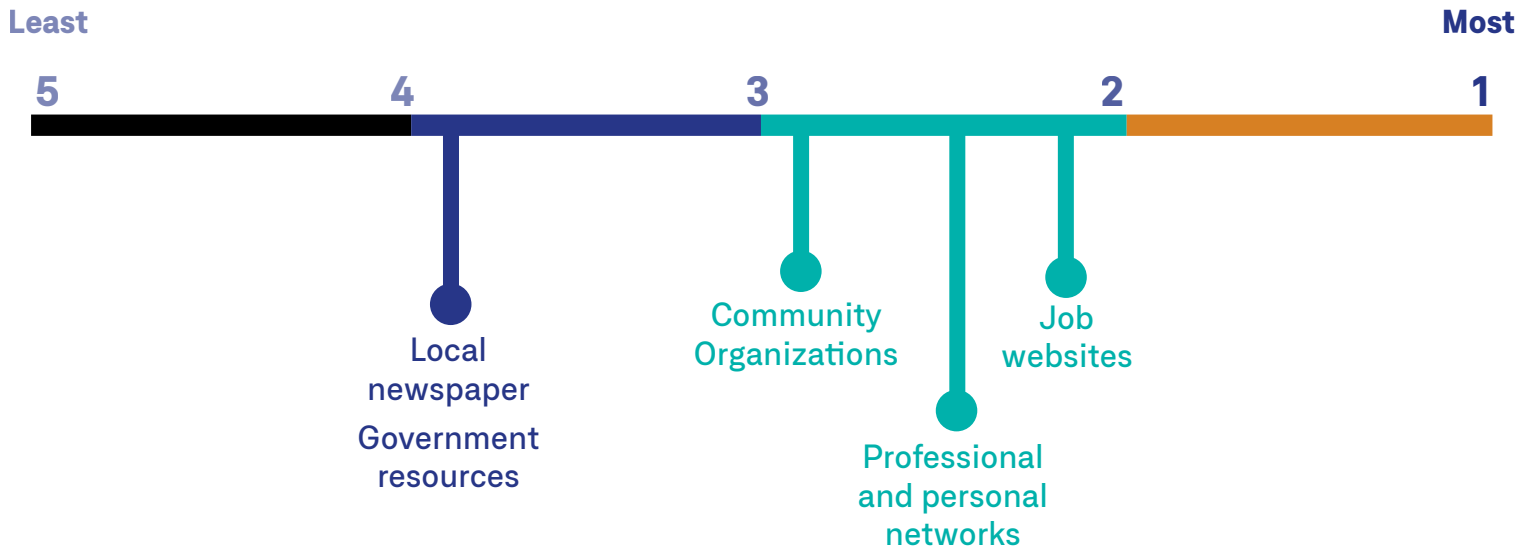 Least
Most
5
4
3
2
1
Local
newspaper
Government
resources
Community
Organizations
Professional
and personal
networks
Job
websites